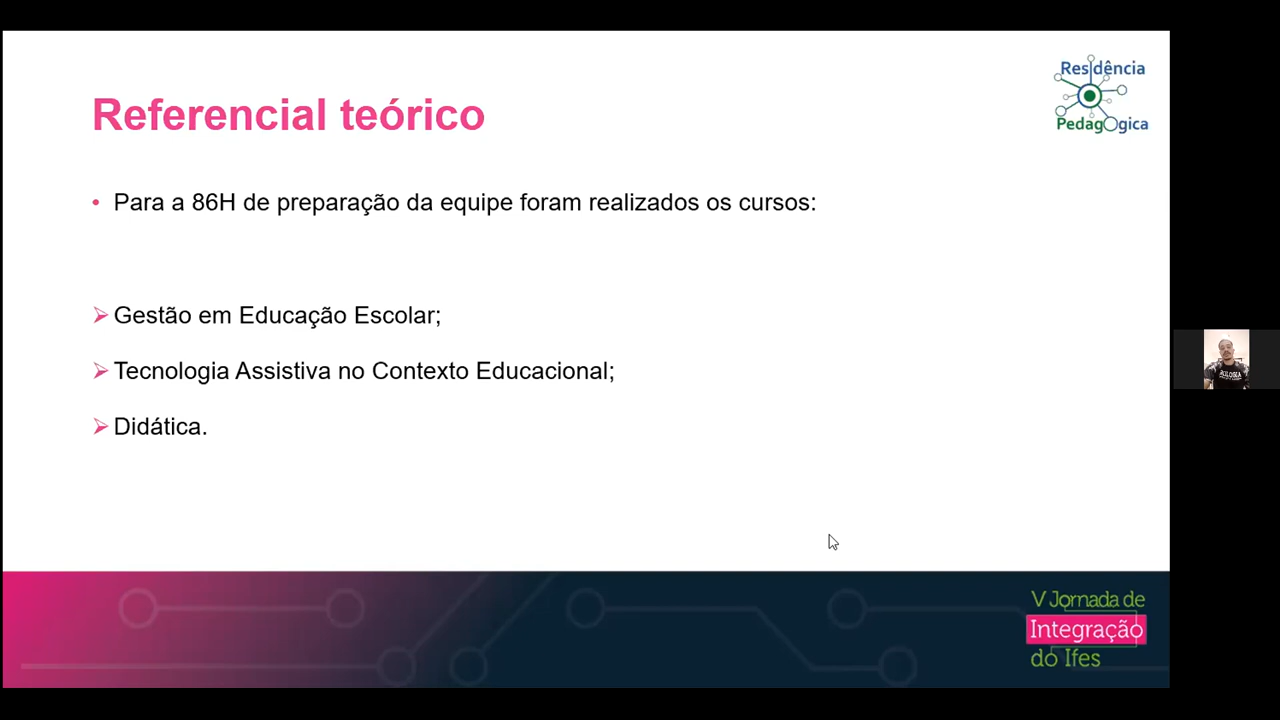 Residência
Pedagógica
Referencial teórico
• Para a 86H de preparação da equipe foram realizados os cursos:
➢ Gestão em Educação Escolar;
➢ Tecnologia Assistiva no Contexto Educacional;
➢ Didática.
V Jornada de
Integração
do Ifes